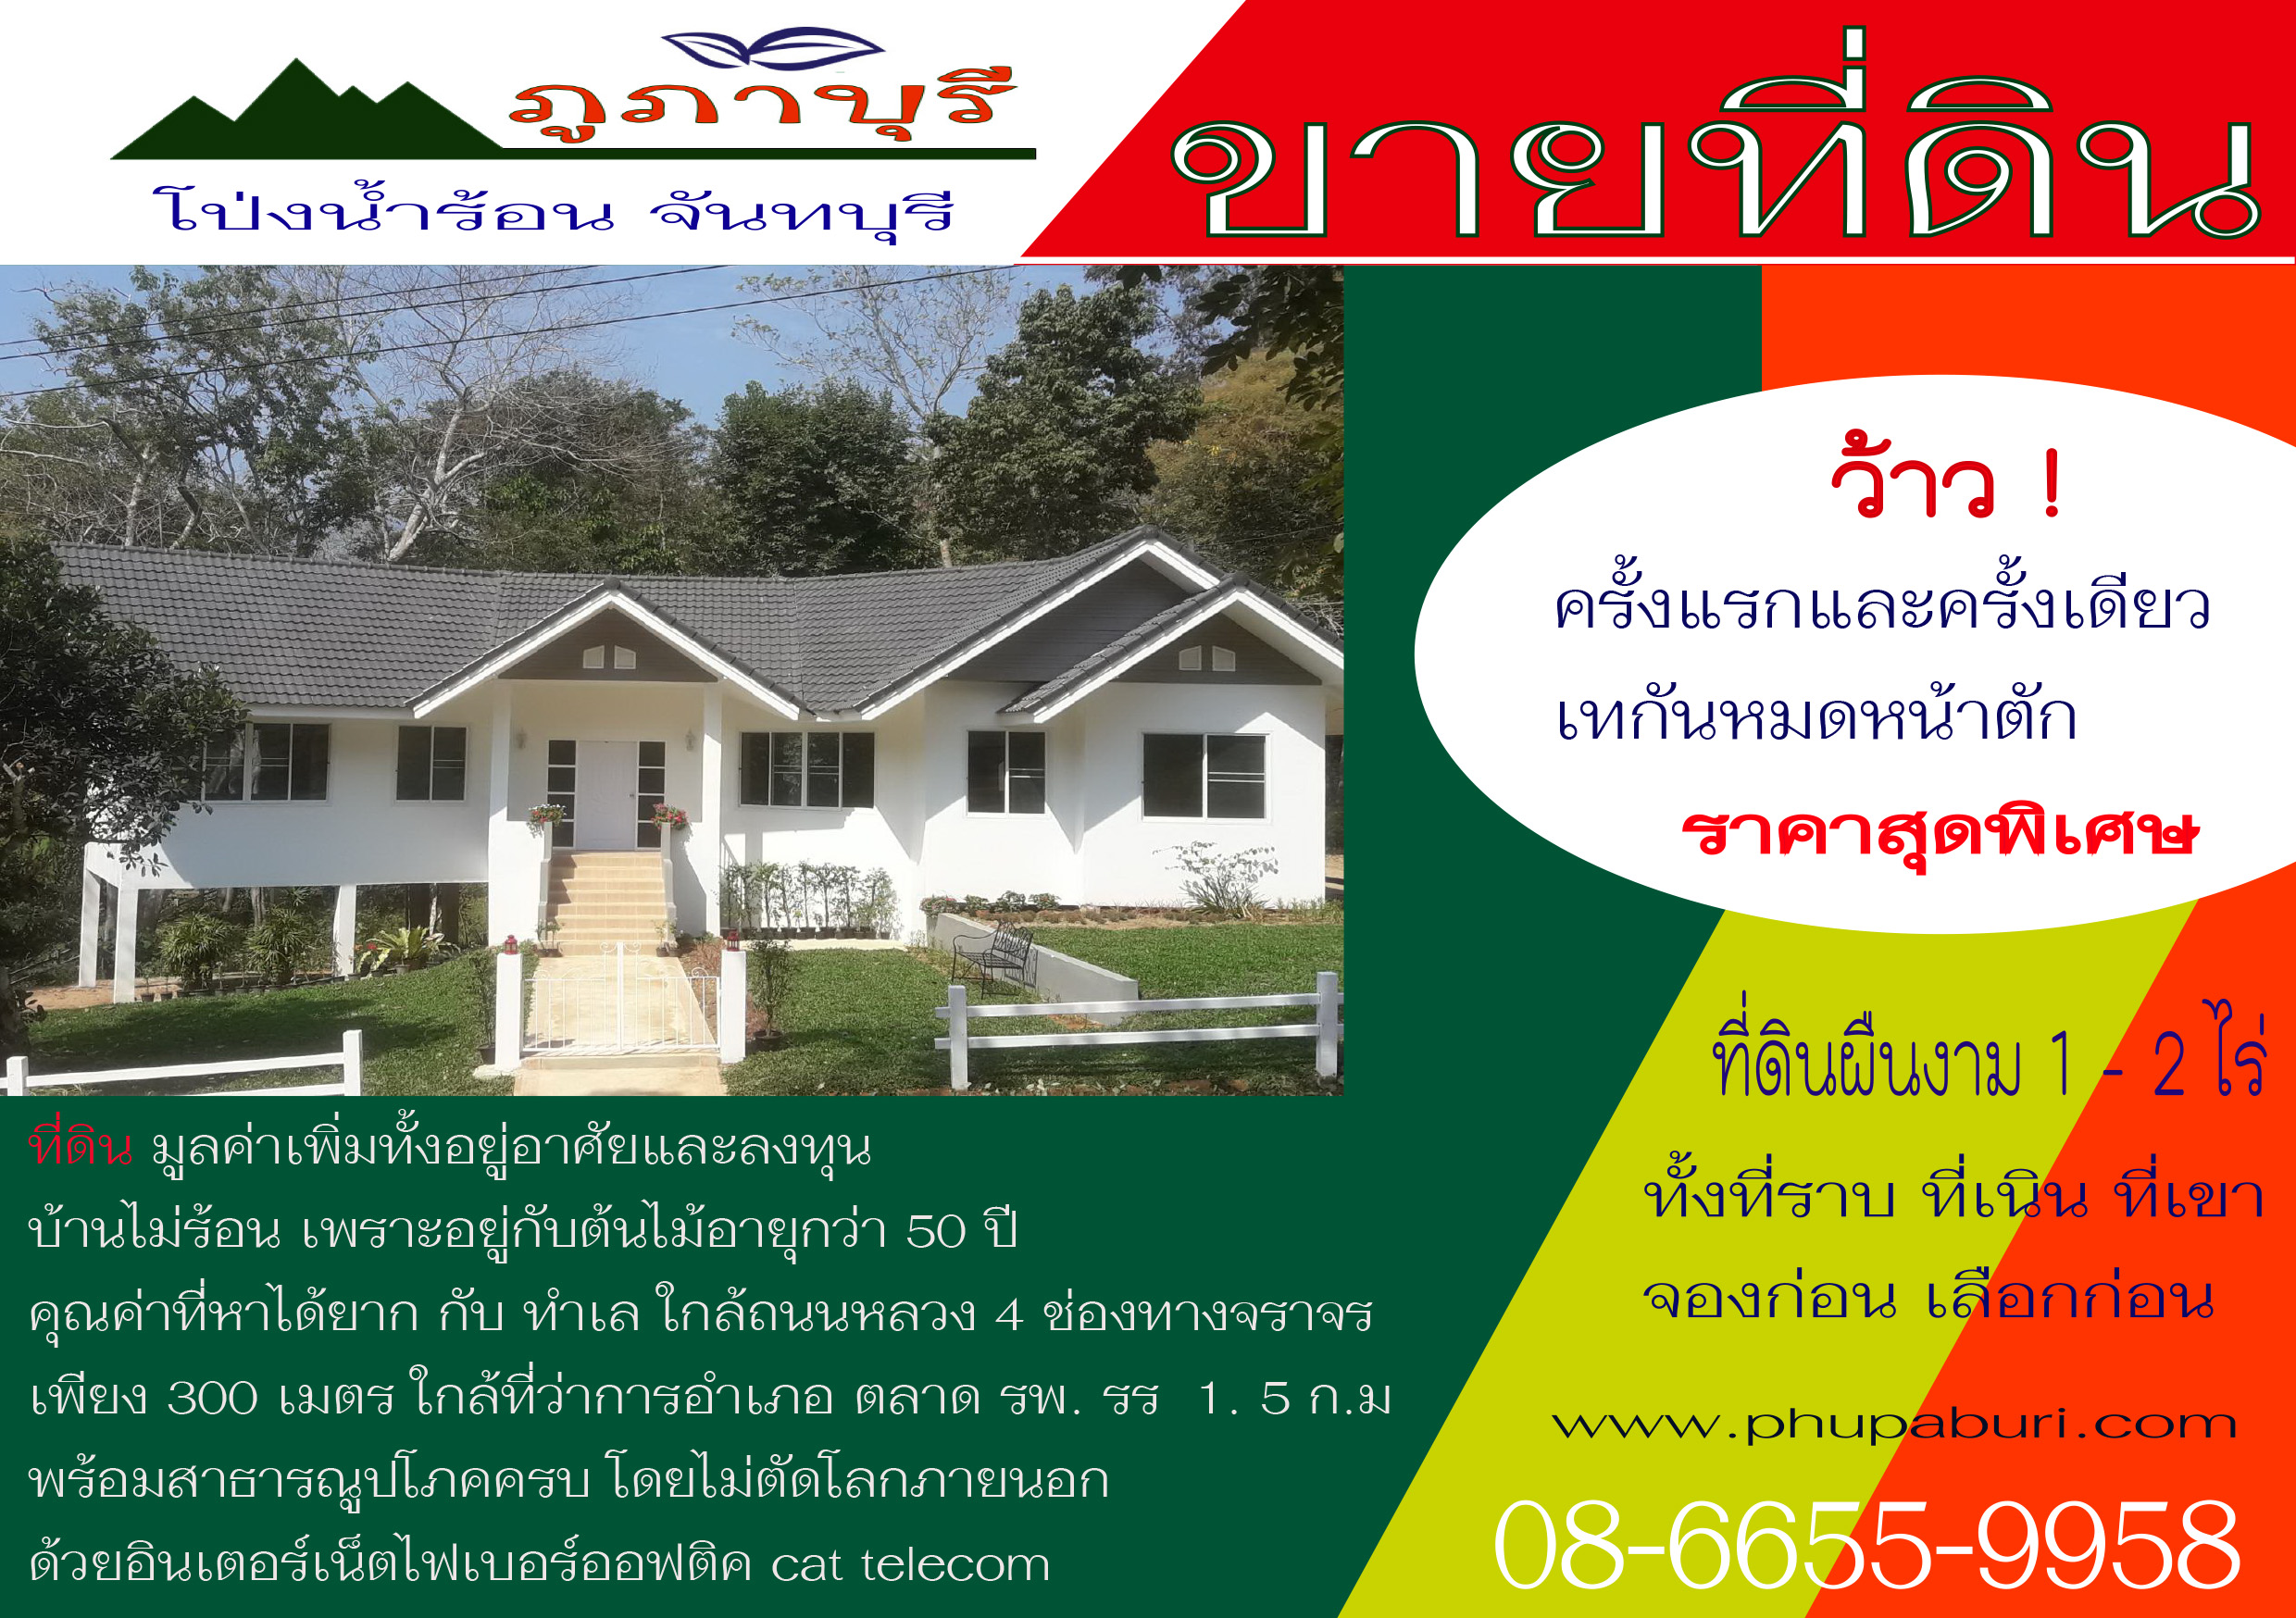 ภูภาบุรี
โป่งน้ำร้อน จันทบุรี
ขายที่ดิน
ว้าว !
ครั้งแรกและครั้งเดียว
เทกันหมดหน้าตัก
ราคาสุดพิเศษ
ที่ดินผืนงาม 1 - 2 ไร่
ทั้งที่ราบ ที่เนิน ที่เขา
จองก่อน เลือกก่อน
www.phupaburi.com
08-6655-9958
ที่ดิน มูลค่าเพิ่มทั้งอยู่อาศัยและลงทุน
บ้านไม่ร้อน เพราะอยู่กับต้นไม้อายุกว่า 50 ปี
คุณค่าที่หาได้ยาก กับ ทำเล ใกล้ถนนหลวง 4 ช่องทางจราจร
เพียง 300 เมตร ใกล้ที่ว่าการอำเภอ ตลาด รพ. รร 1. 5 ก.ม
พร้อมสาธารณูปโภคครบ โดยไม่ตัดโลกภายนอก
ด้วยอินเตอร์เน็ตไฟเบอร์ออฟติค cat telecom